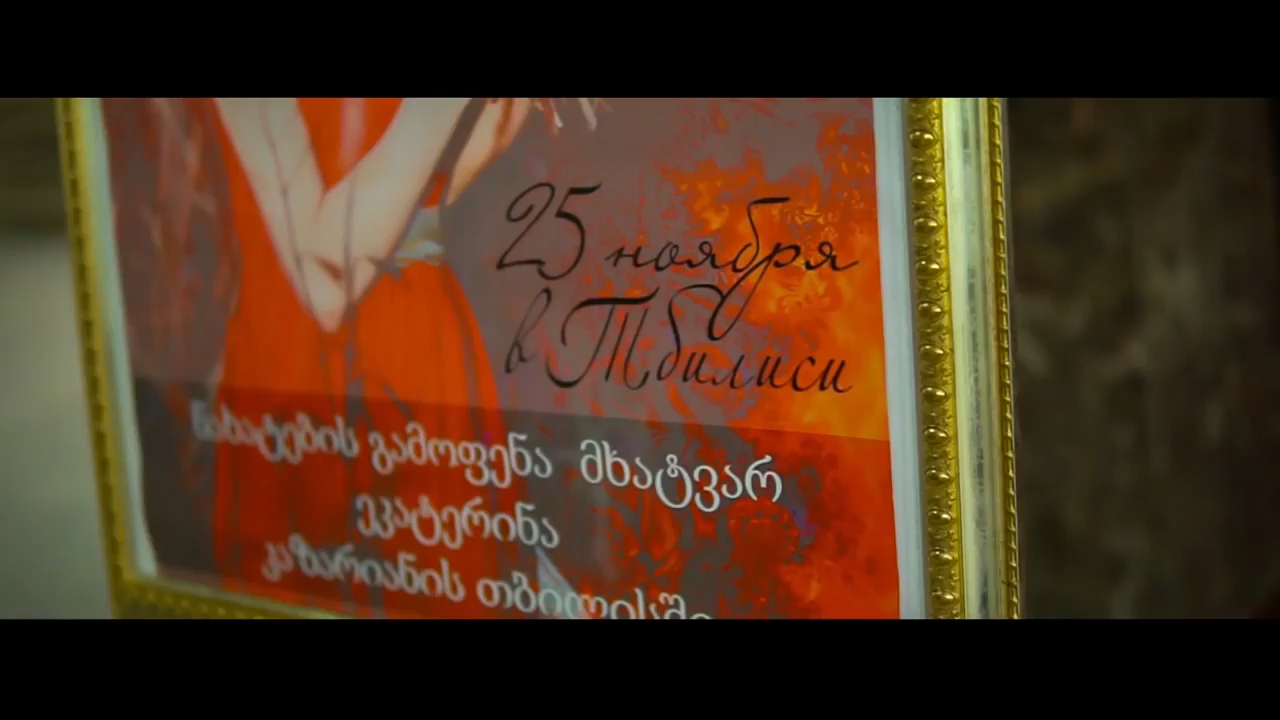 25 ноября
в Тбилиси
ნახატების გამოფენა მხატვარ
ეკატერინა
კაზარიანის თბილისში